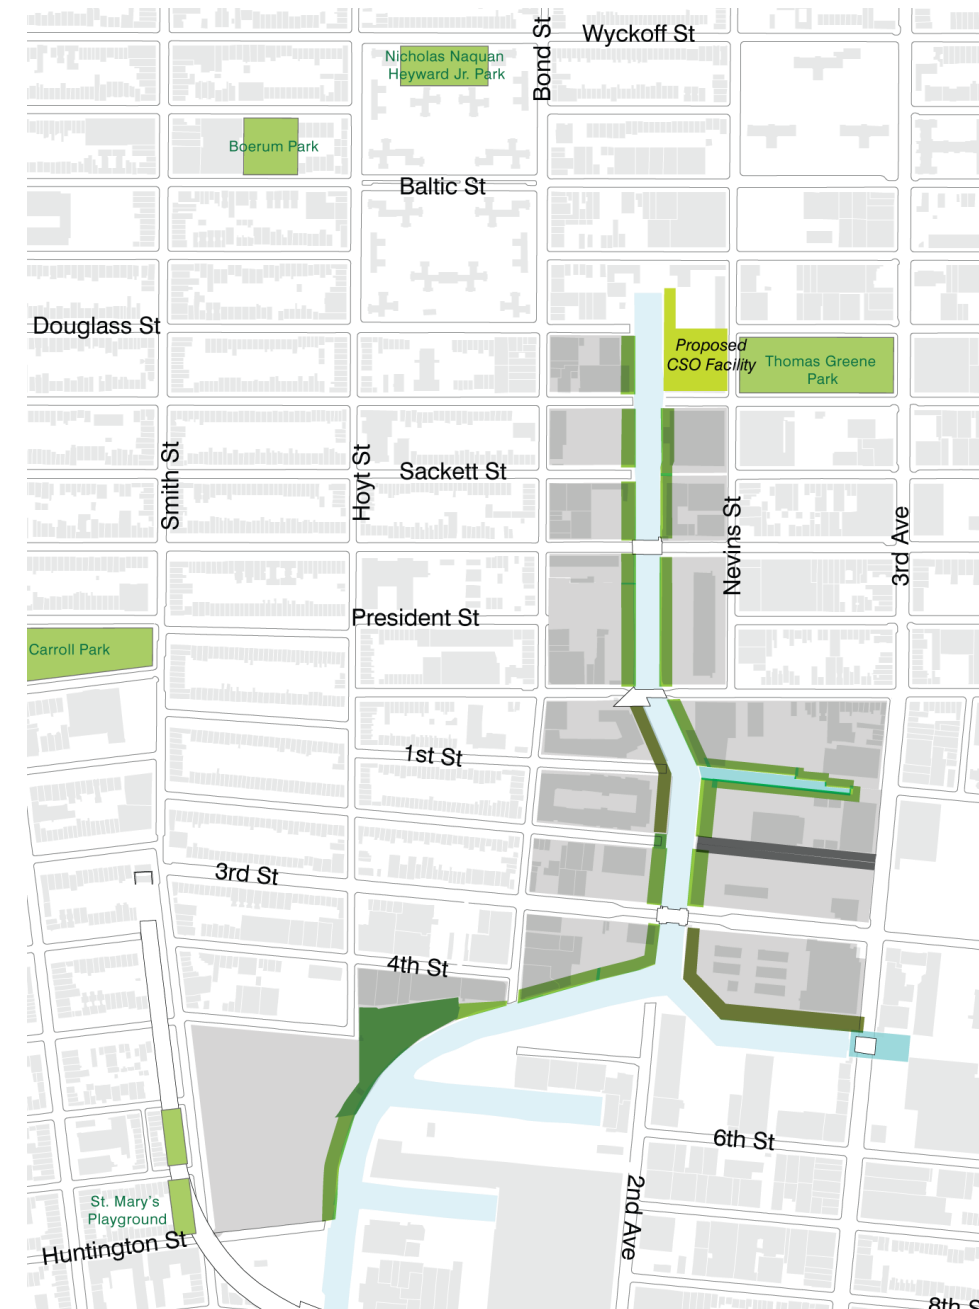 Wyckoff St
Bond St
Nicholas Naquan
Heyward Jr. Park
Boerum Park
Baltic St
Douglass St
Proposed
CSO Facility
Thomas Greene
Park
Smith St
Hoyt St
Sackett St
Nevins St
3rd Ave
President St
Carroll Park
1st St
3rd St
4th St
6th St
2nd Ave
St. Mary's
Playground
Huntington St